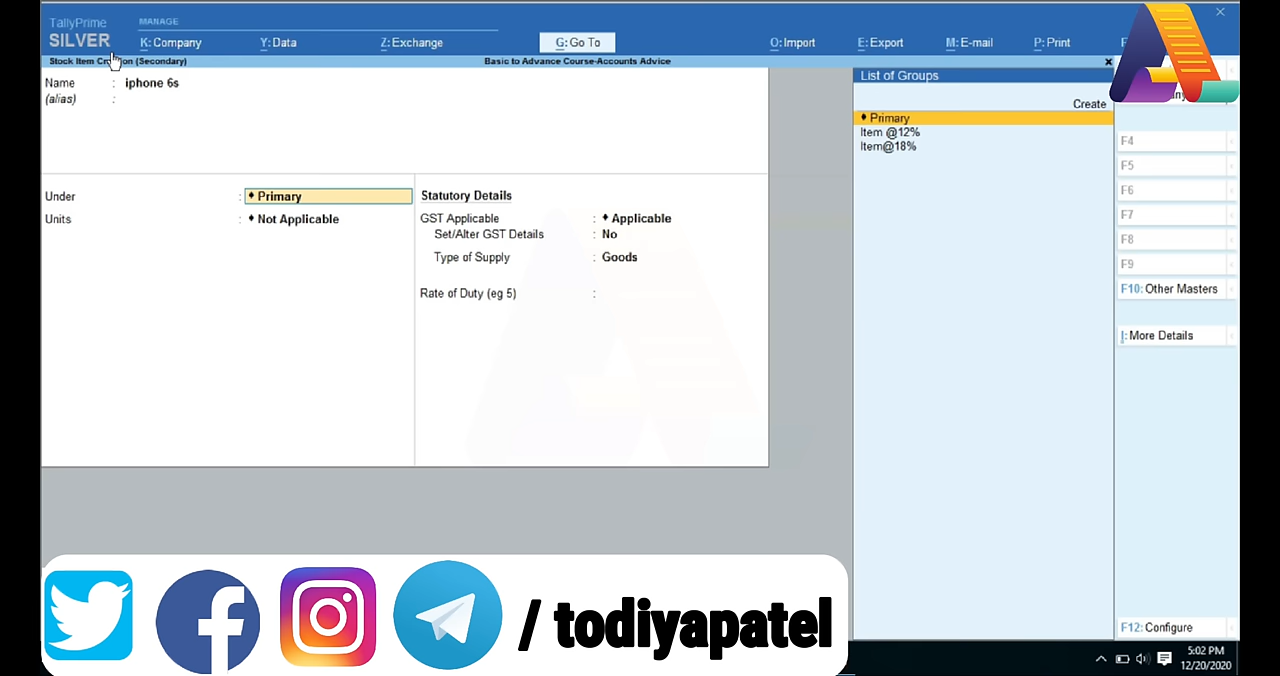 TallyPrime
MANAGE
SILVER
K: Company
Y: Data
Z: Exchange
G: Go To
O: Import
E: Export
M: E-mail
P: Print
Stock Item Cre on (Secondary)
Basic to Advance Course-Accounts Advice
Name : iphone 6s
(alias) :
Under : ♦ Primary
Units : ♦ Not Applicable
Statutory Details
GST Applicable : ♦ Applicable
Set/Alter GST Details : No
Type of Supply : Goods
Rate of Duty (eg 5) :
List of Groups
Create
♦ Primary
Item @12%
Item@18%
F4
F5
F6
F7
F8
F9
F10: Other Masters
I: More Details
F12: Configure
/ todiyapatel
5:02 PM
12/20/2020